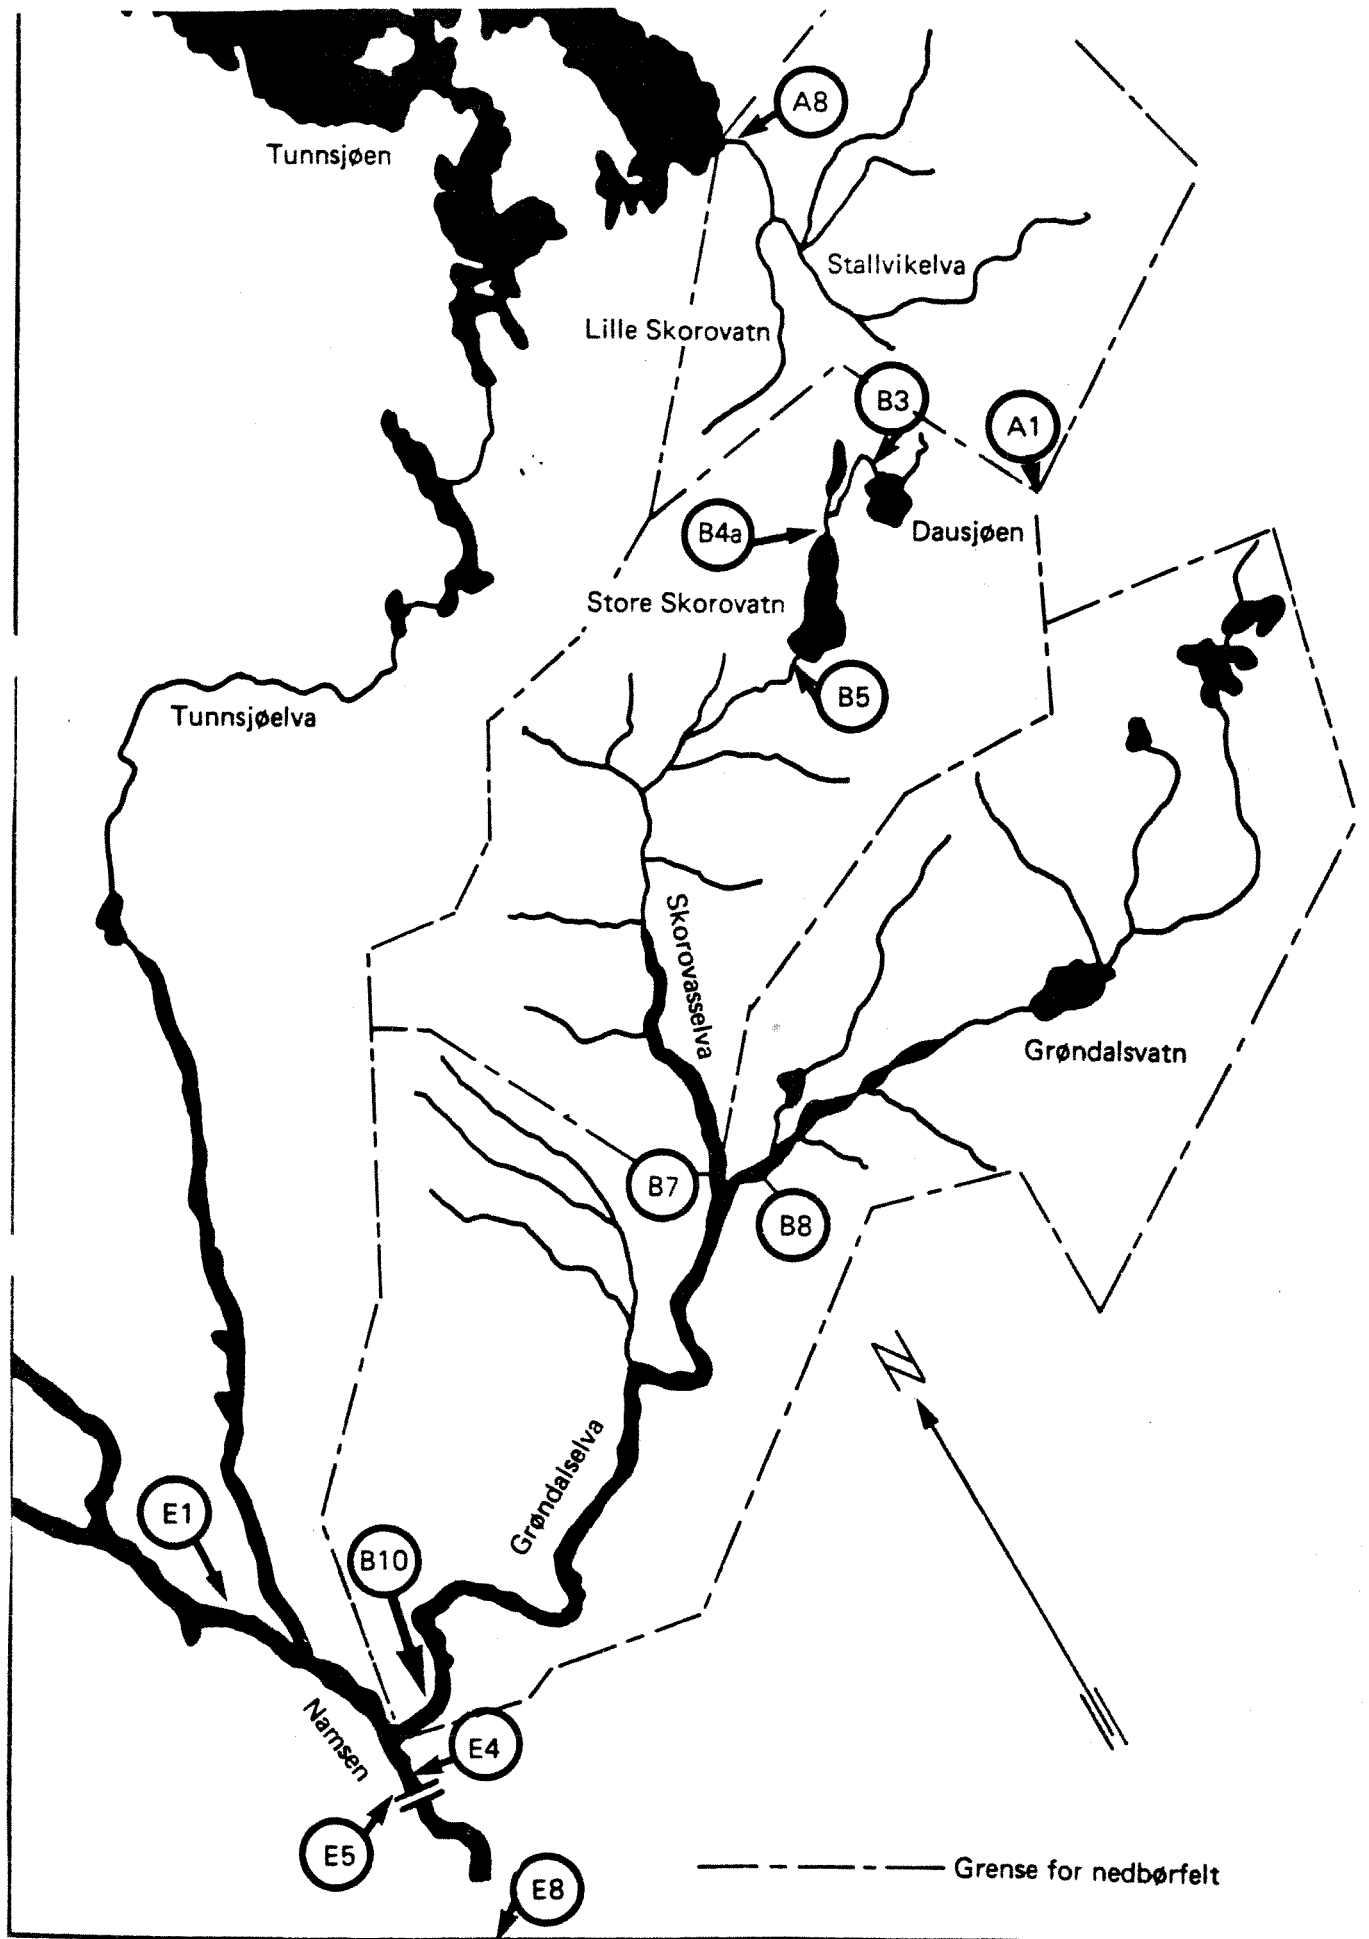 A8
Tunnsjøen
Stallvikelva
Lille Skorovatn
B3
A1
B4a
Dausjøen
Store Skorovatn
B5
Tunnsjøelva
Skorovasselva
Grøndalsvatn
B7
B8
N
Grøndalselva
E1
B10
Namsen
E4
E5
E8
Grense for nedbørfelt